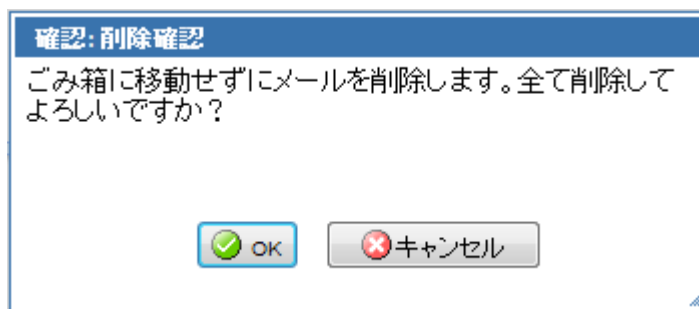 確認:削除確認
ごみ箱に移動せずにメールを削除します。全て削除して
よろしいですか？
OK
キャンセル